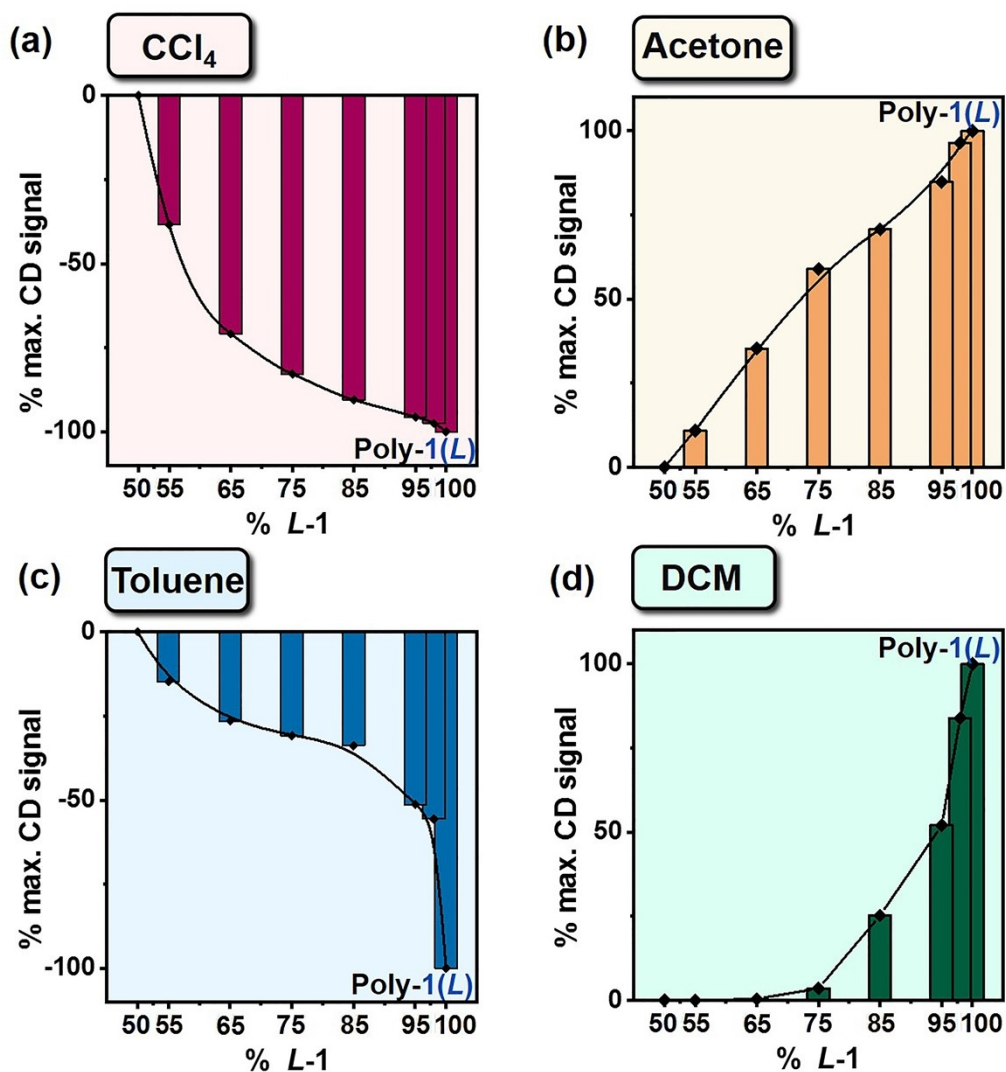 (a)
CCl4
% max. CD signal
0
-50
-100
Poly-1(L)
50 55 65 75 85 95 100
% L-1
(b)
Acetone
% max. CD signal
100
50
0
Poly-1(L)
50 55 65 75 85 95 100
% L-1
(c)
Toluene
% max. CD signal
0
-50
-100
Poly-1(L)
50 55 65 75 85 95 100
% L-1
(d)
DCM
% max. CD signal
100
50
0
Poly-1(L)
50 55 65 75 85 95 100
% L-1